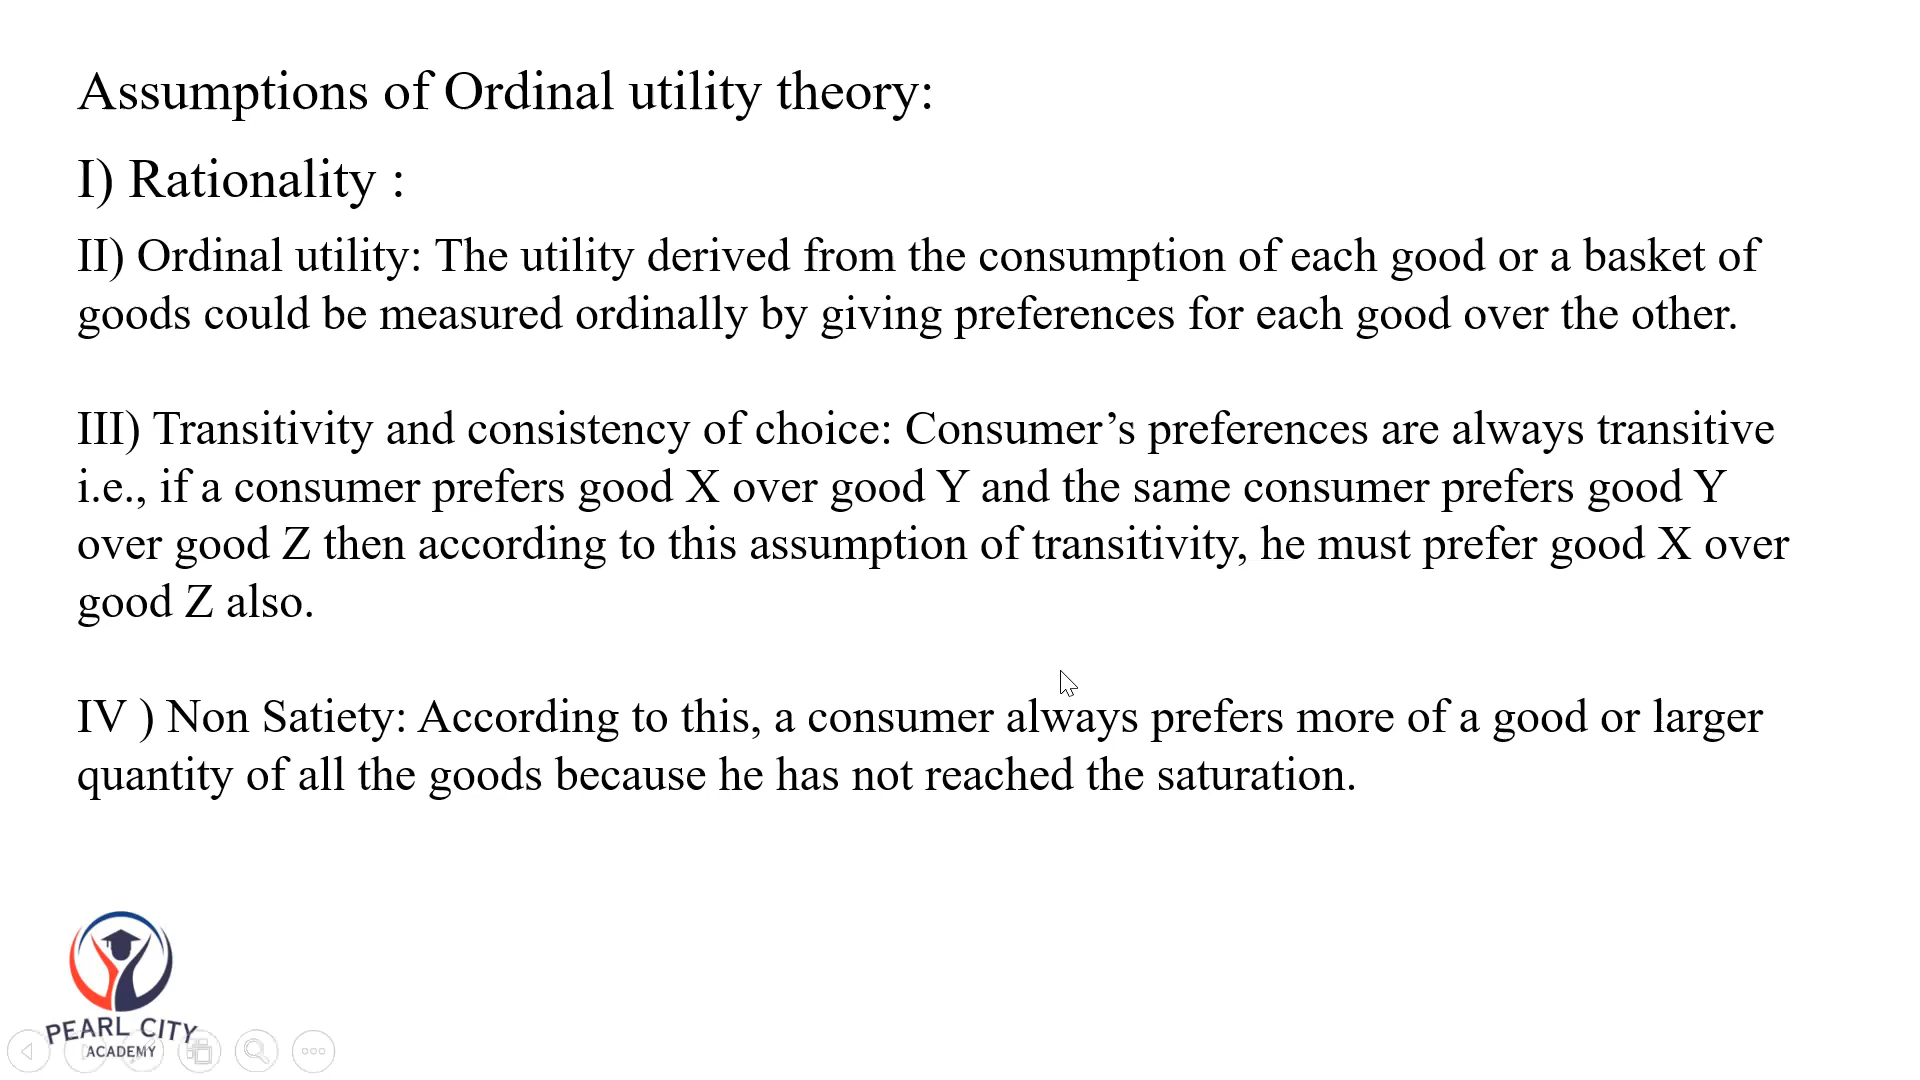 Assumptions of Ordinal utility theory:
I) Rationality :
II) Ordinal utility: The utility derived from the consumption of each good or a basket of
goods could be measured ordinally by giving preferences for each good over the other.
III) Transitivity and consistency of choice: Consumer’s preferences are always transitive
i.e., if a consumer prefers good X over good Y and the same consumer prefers good Y
over good Z then according to this assumption of transitivity, he must prefer good X over
good Z also.
IV ) Non Satiety: According to this, a consumer always prefers more of a good or larger
quantity of all the goods because he has not reached the saturation.
PEARL CITY
ACADEMY